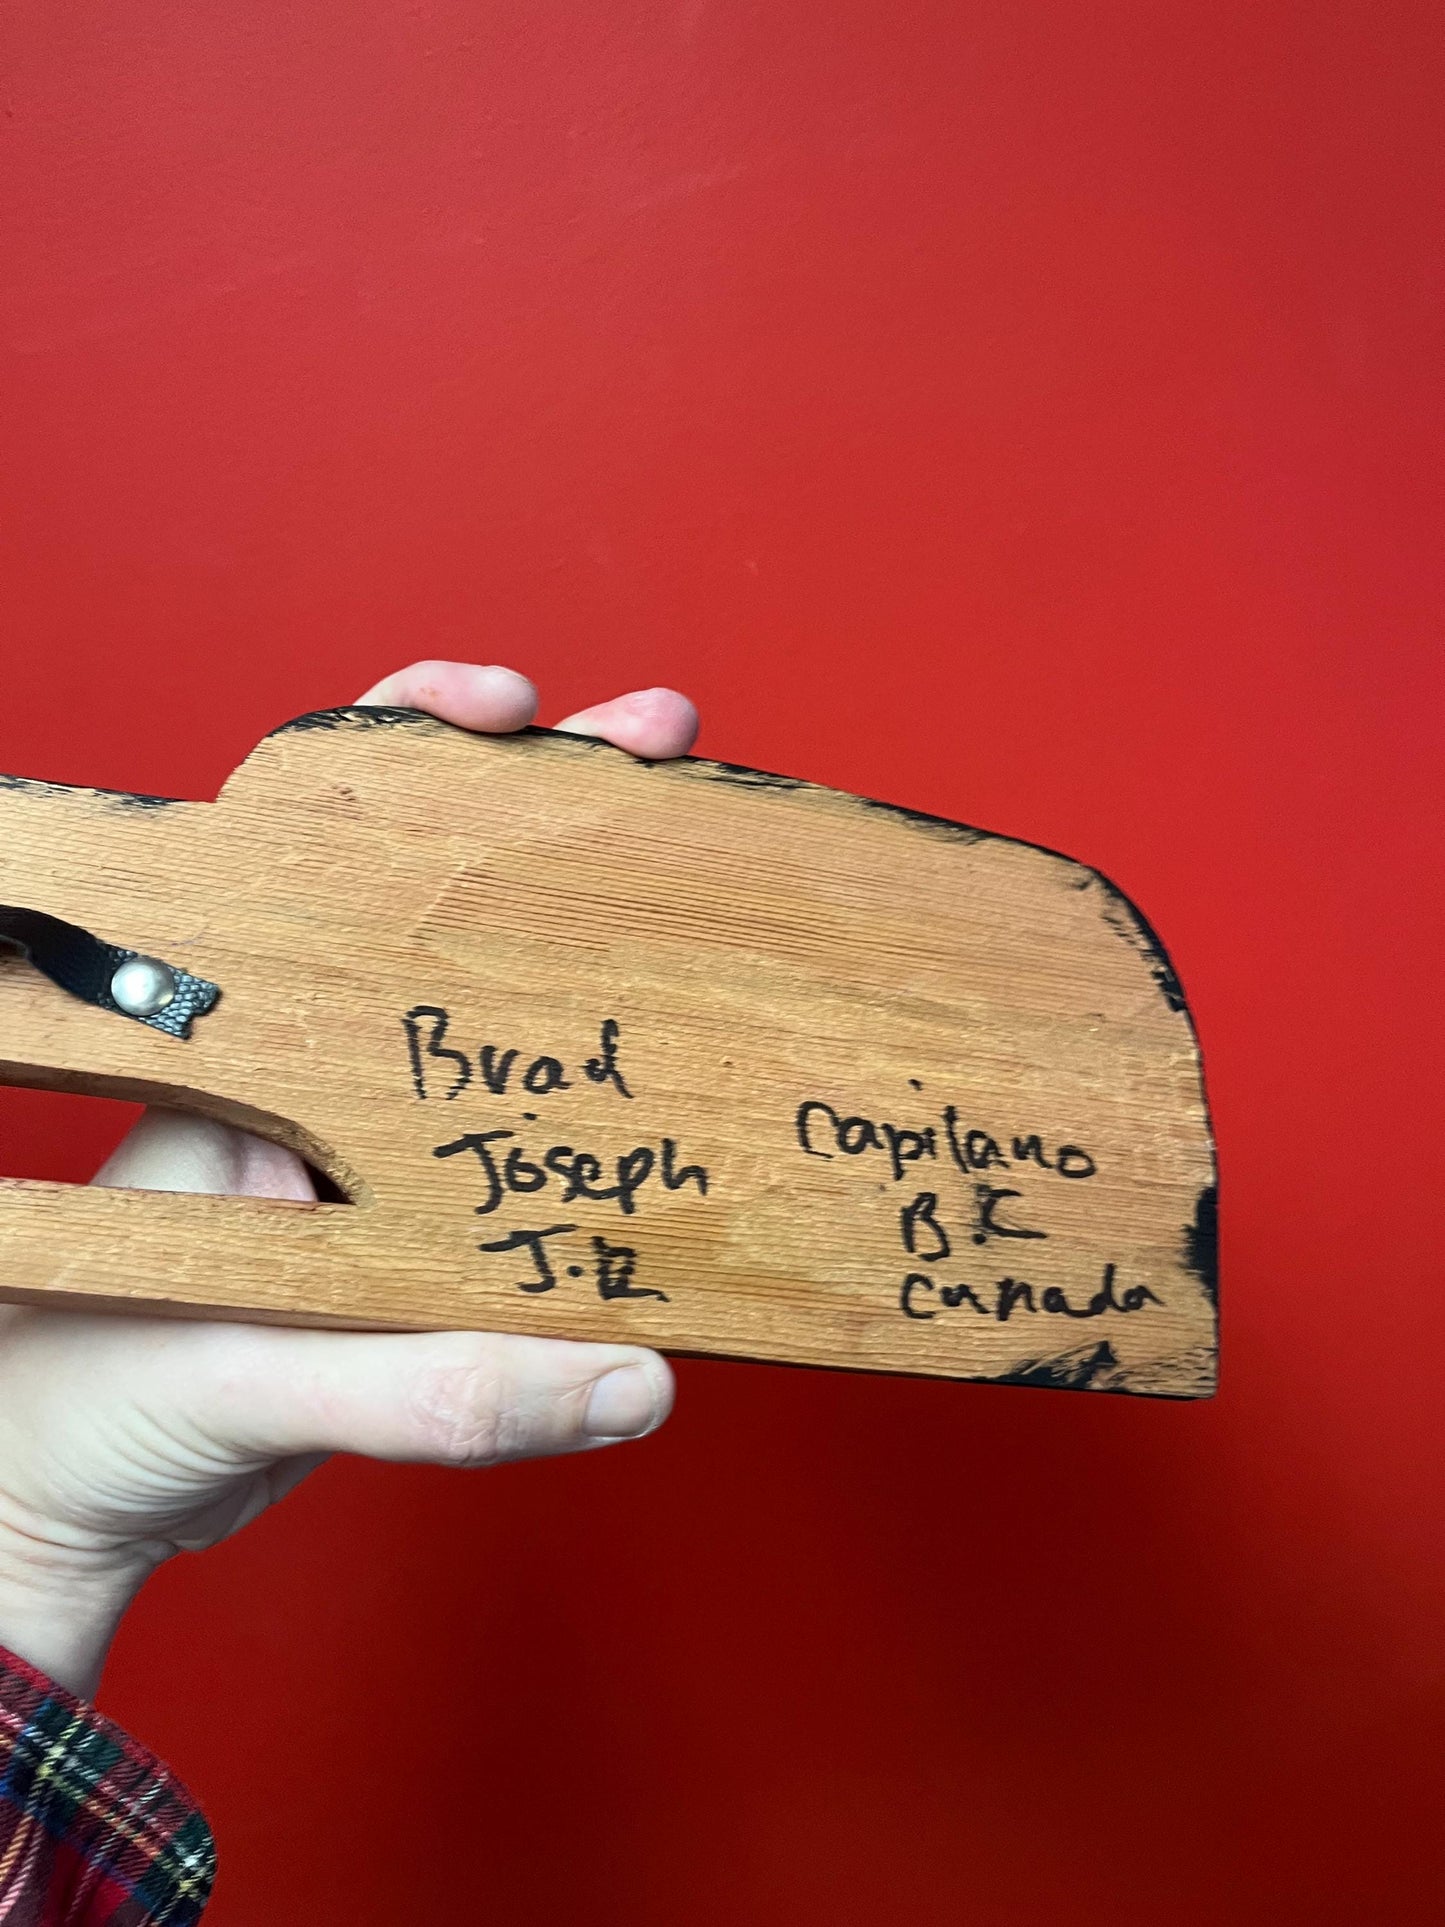 Brad
Joseph
J.R.
Capilano
B.C
Canada